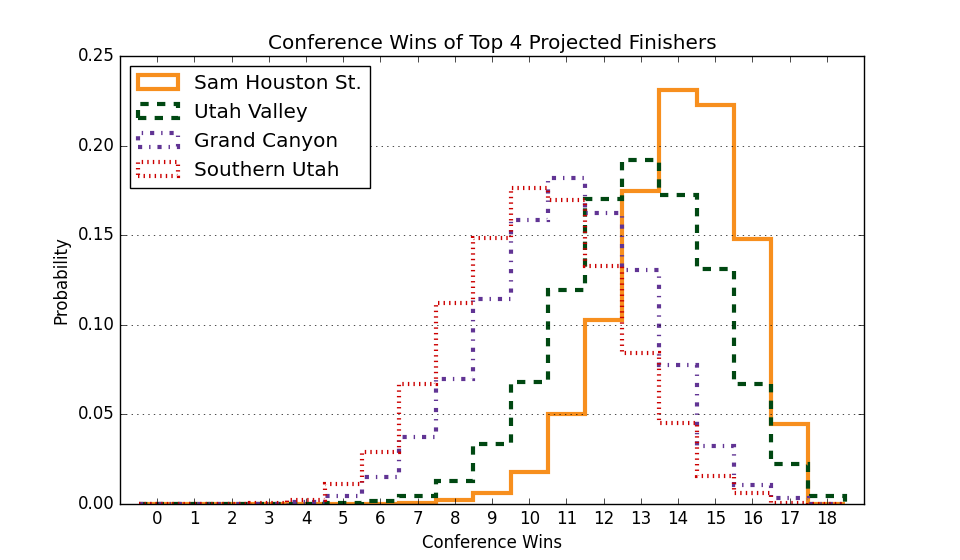 Conference Wins of Top 4 Projected Finishers
Sam Houston St.
Utah Valley
Grand Canyon
Southern Utah
Probability
0.25
0.20
0.15
0.10
0.05
0.00
0 1 2 3 4 5 6 7 8 9 10 11 12 13 14 15 16 17 18
Conference Wins